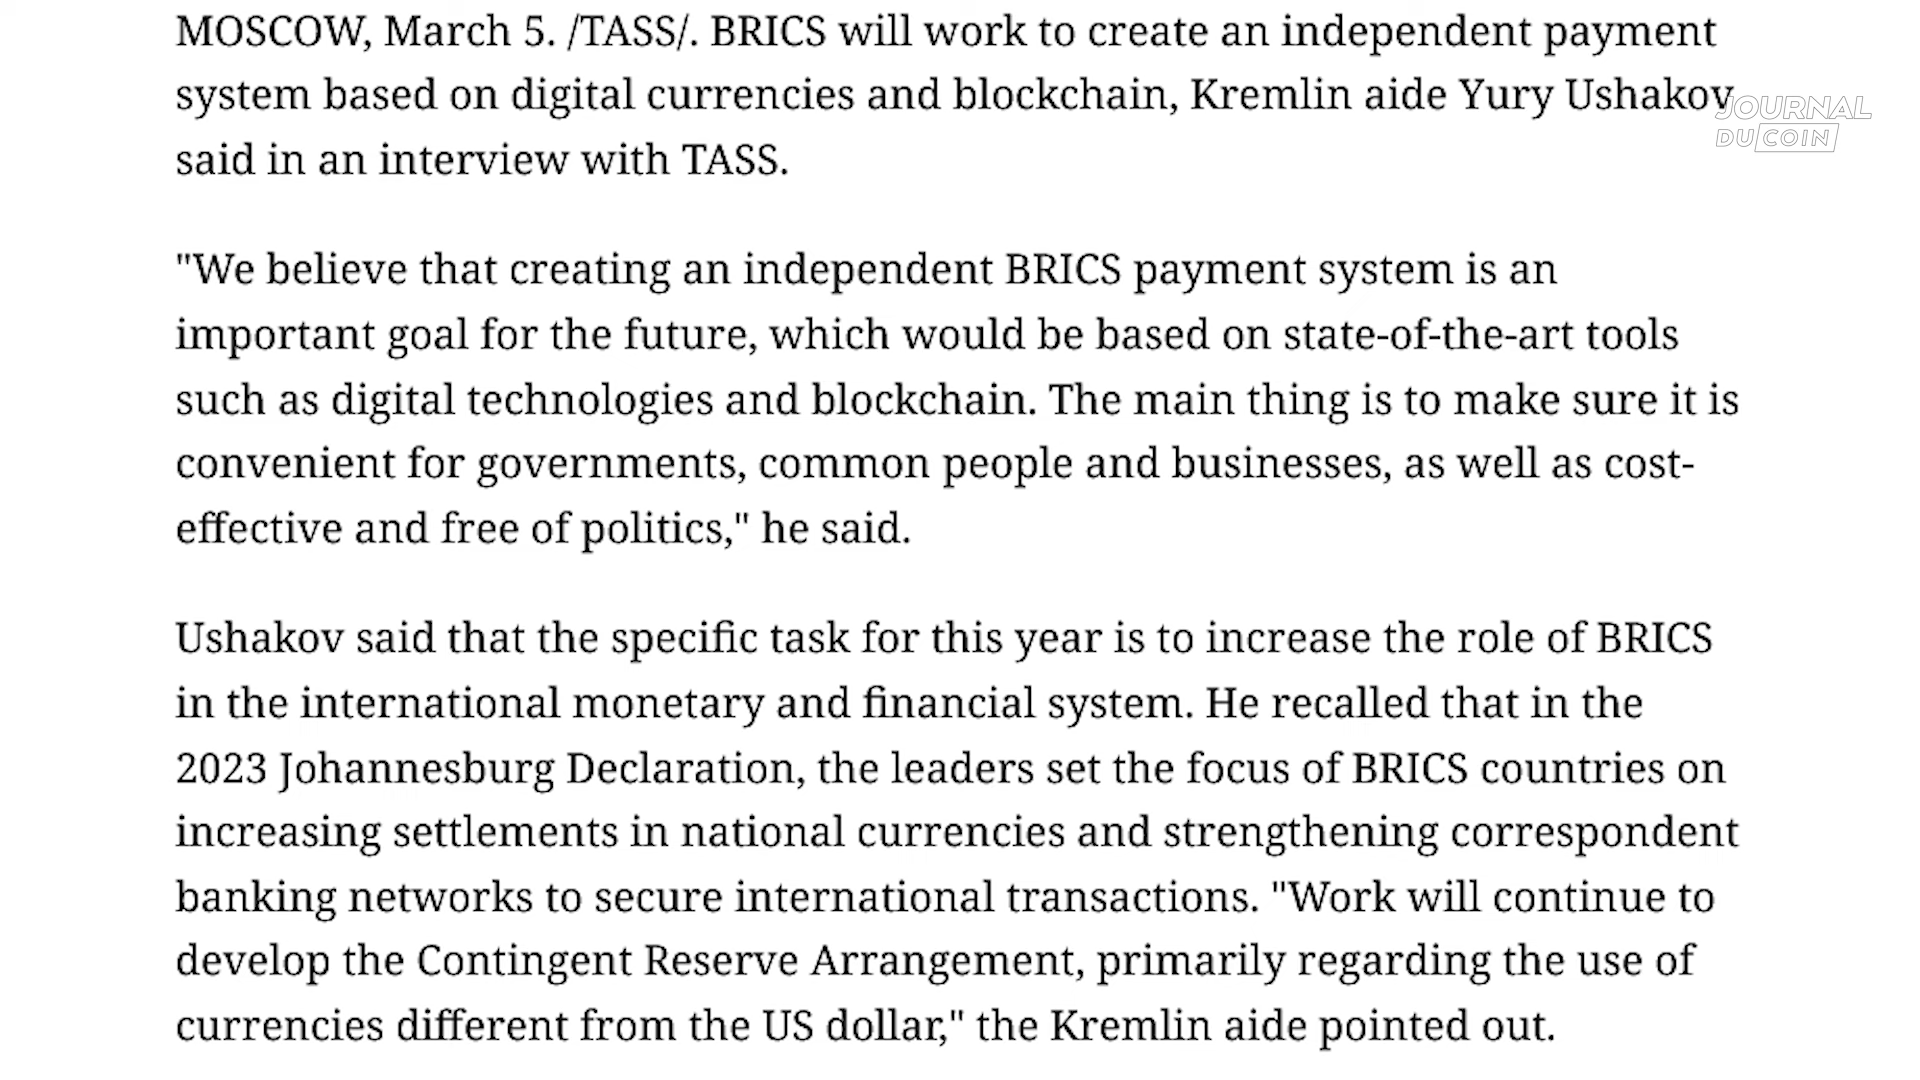 MOSCOW, March 5. /TASS/. BRICS will work to create an independent payment
system based on digital currencies and blockchain, Kremlin aide Yury Ushakov
said in an interview with TASS.
JOURNAL
DU COIN
"We believe that creating an independent BRICS payment system is an
important goal for the future, which would be based on state-of-the-art tools
such as digital technologies and blockchain. The main thing is to make sure it is
convenient for governments, common people and businesses, as well as cost-
effective and free of politics," he said.
Ushakov said that the specific task for this year is to increase the role of BRICS
in the international monetary and financial system. He recalled that in the
2023 Johannesburg Declaration, the leaders set the focus of BRICS countries on
increasing settlements in national currencies and strengthening correspondent
banking networks to secure international transactions. "Work will continue to
develop the Contingent Reserve Arrangement, primarily regarding the use of
currencies different from the US dollar," the Kremlin aide pointed out.